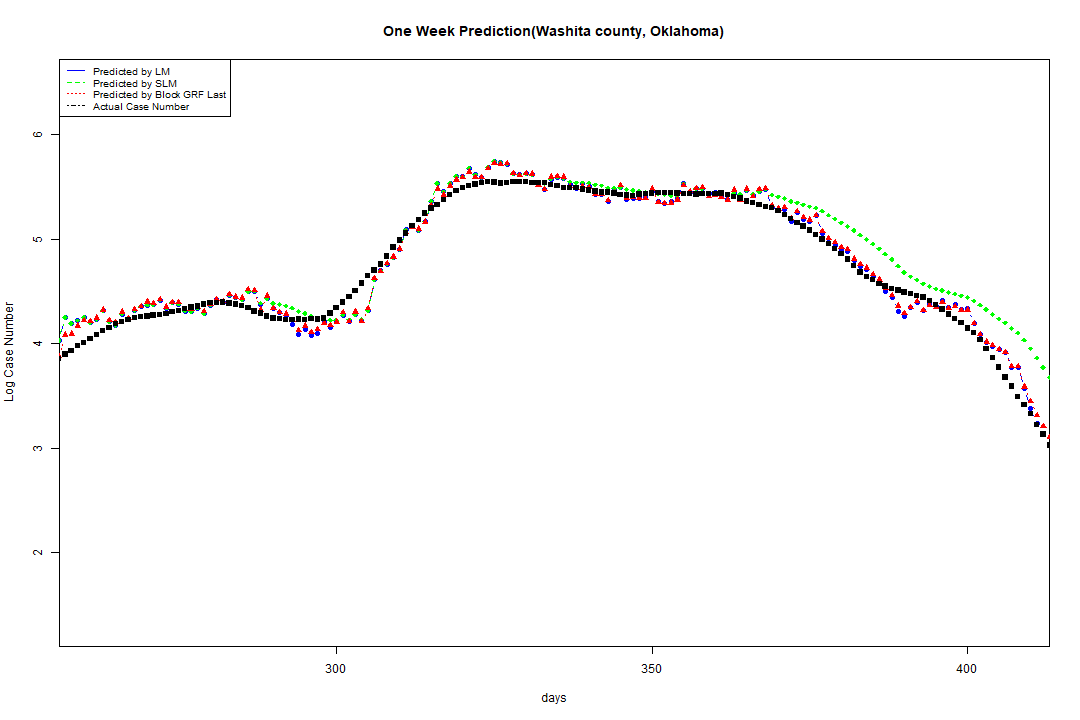 One Week Prediction(Washita county, Oklahoma)
Predicted by LM
Predicted by SLM
Predicted by Block GRF Last
Actual Case Number
6
5
4
3
2
Log Case Number
300
350
400
days